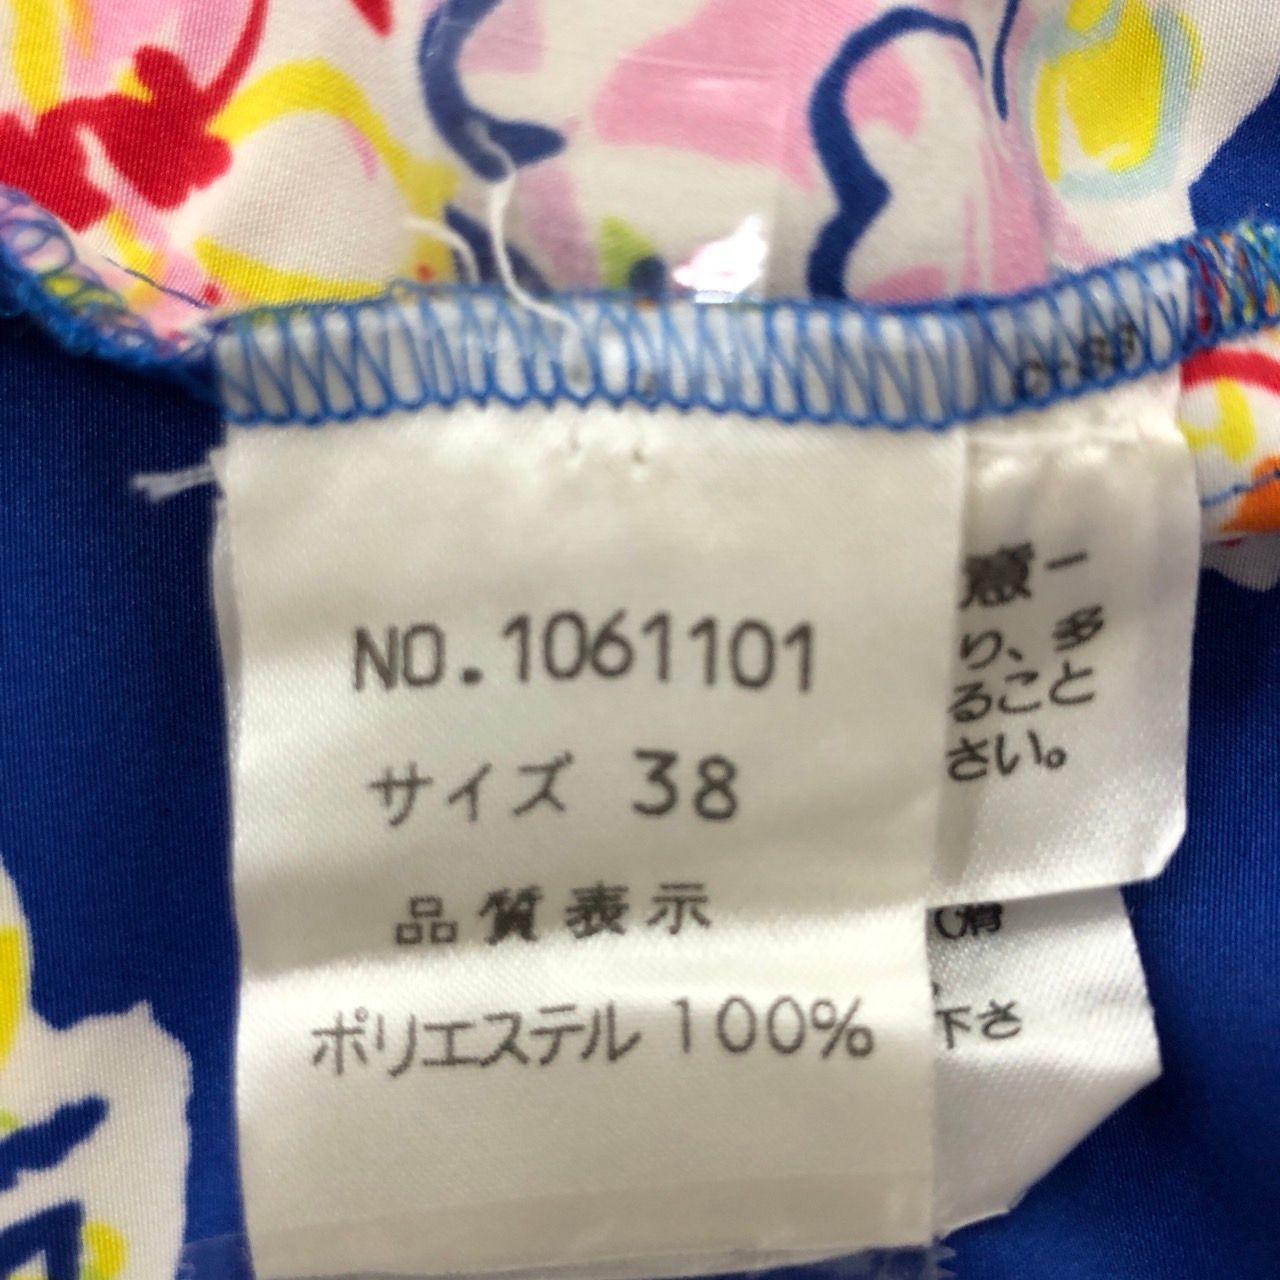 NO.1061101
サイズ 38
品質表示
ポリエステル 100%
意ー
り、多
ること
さい。
下さ